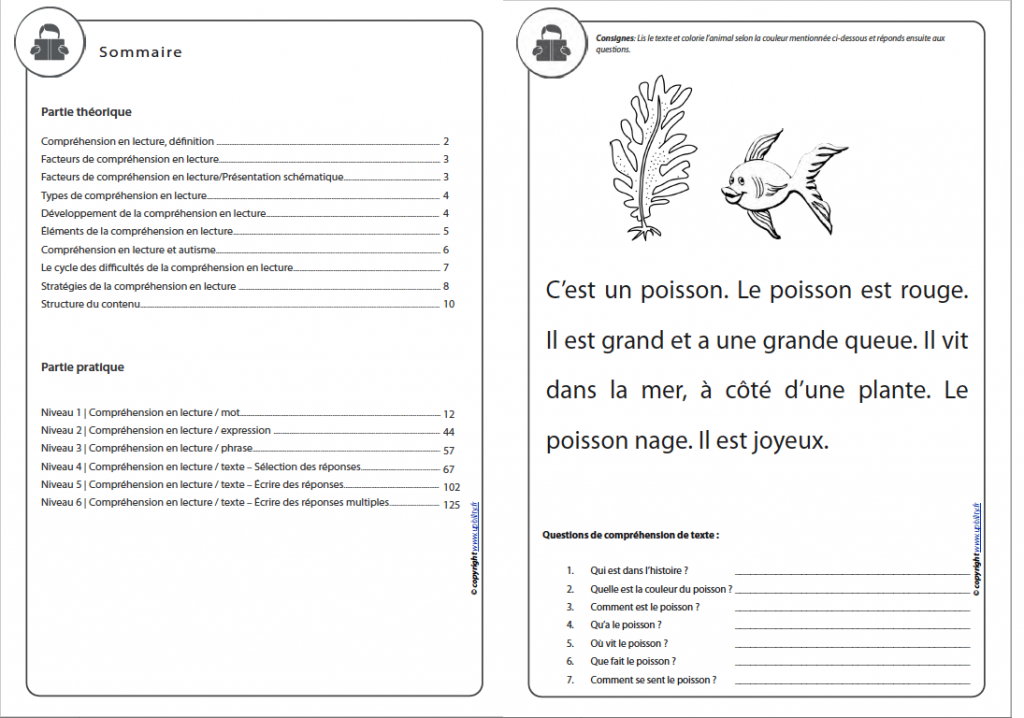 Sommaire
Partie théorique
Compréhension en lecture, définition 2
Facteurs de compréhension en lecture 3
Facteurs de compréhension en lecture/Présentation schématique 3
Types de compréhension en lecture 4
Développement de la compréhension en lecture 4
Éléments de la compréhension en lecture 5
Compréhension en lecture et autisme 6
Le cycle des difficultés de la compréhension en lecture 7
Stratégies de la compréhension en lecture 8
Structure du contenu 10
Partie pratique
Niveau 1 | Compréhension en lecture / mot 12
Niveau 2 | Compréhension en lecture / expression 44
Niveau 3 | Compréhension en lecture / phrase 57
Niveau 4 | Compréhension en lecture / texte – Sélection des réponses 67
Niveau 5 | Compréhension en lecture / texte – Écrire des réponses 102
Niveau 6 | Compréhension en lecture / texte – Écrire des réponses multiples 125
© copyright www.upbility.fr
Consignes: Lis le texte et colorie l'animal selon la couleur mentionnée ci-dessous et réponds ensuite aux
questions.
C'est un poisson. Le poisson est rouge.
Il est grand et a une grande queue. Il vit
dans la mer, à côté d'une plante. Le
poisson nage. Il est joyeux.
Questions de compréhension de texte :
1. Qui est dans l'histoire ?
2. Quelle est la couleur du poisson ?
3. Comment est le poisson ?
4. Qu'a le poisson ?
5. Où vit le poisson ?
6. Que fait le poisson ?
7. Comment se sent le poisson ?
© copyright www.upbility.fr